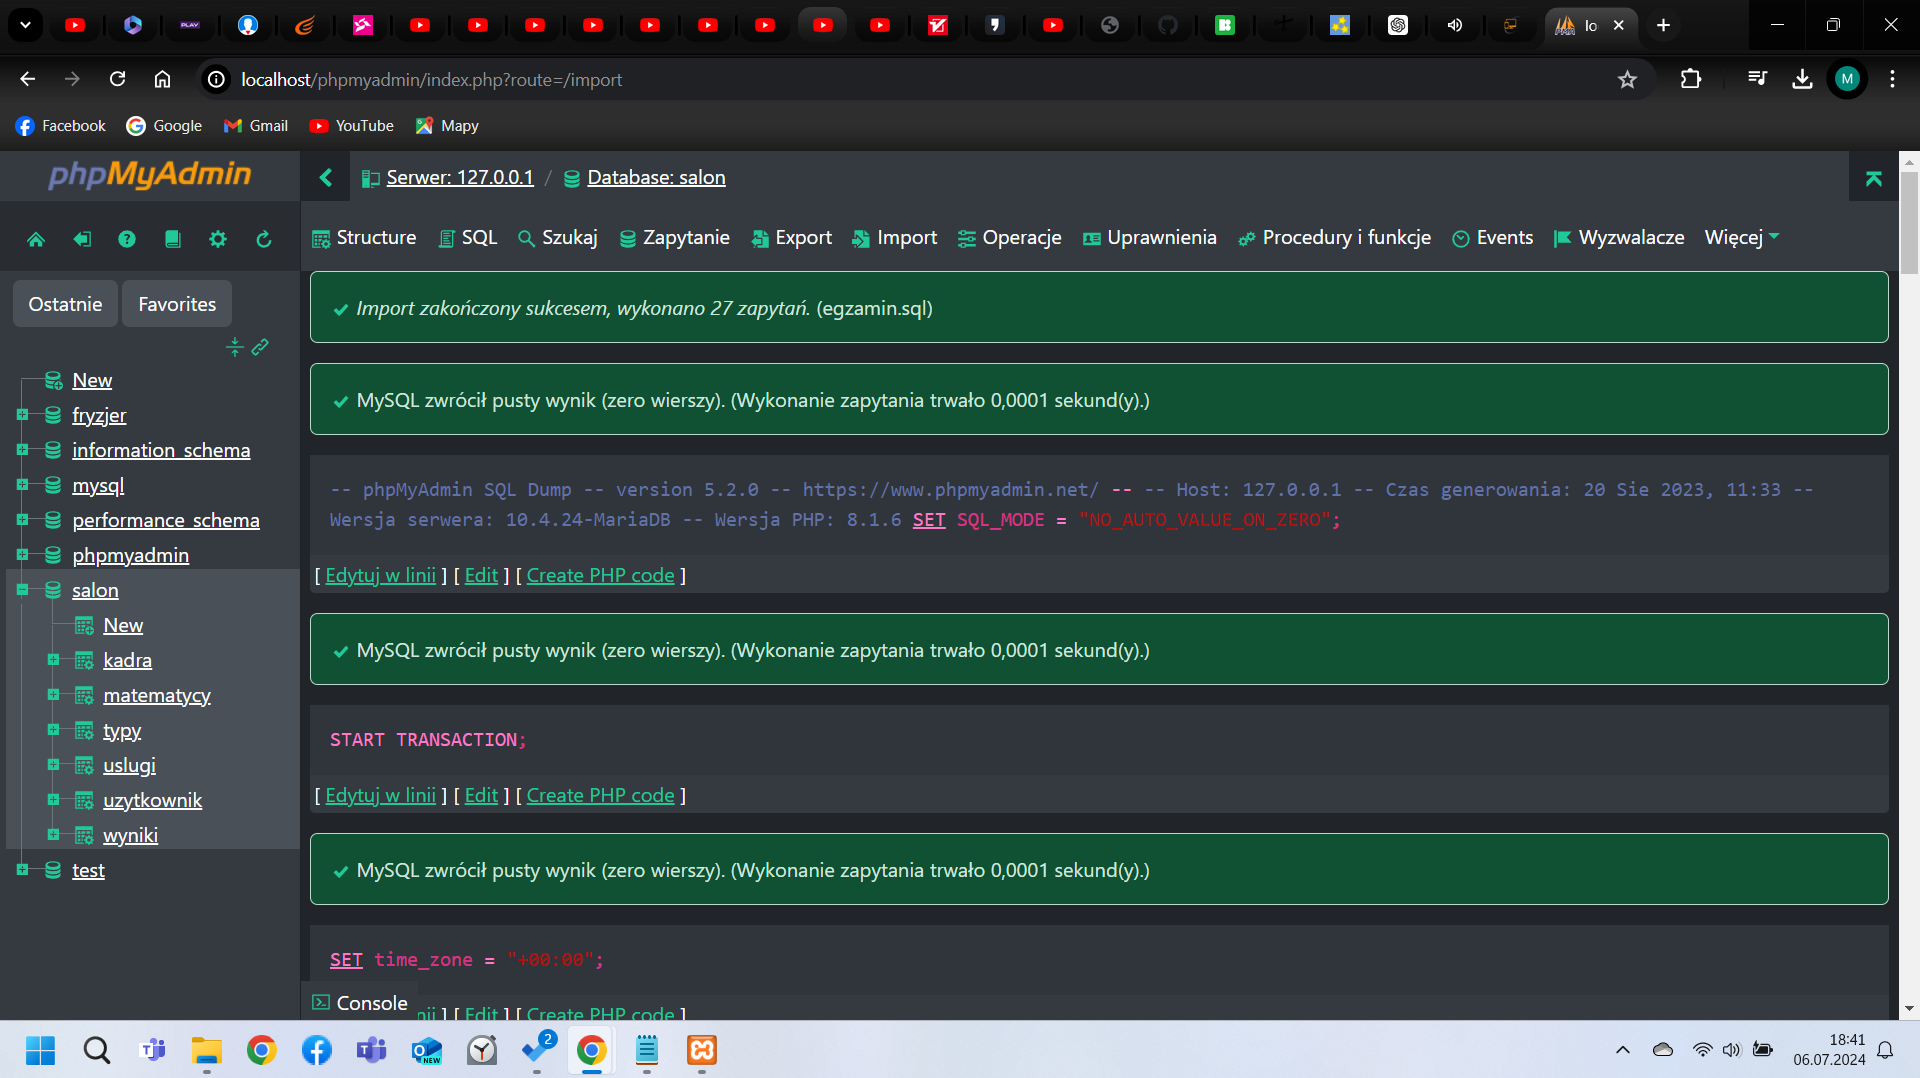 PLAY
lo
localhost/phpmyadmin/index.php?route=/import
M
Facebook
Google
Gmail
YouTube
Mapy
phpMyAdmin
Serwer: 127.0.0.1 / Database: salon
Structure
SQL
Szukaj
Zapytanie
Export
Import
Operacje
Uprawnienia
Procedury i funkcje
Events
Wyzwalacze
Więcej
Ostatnie
Favorites
New
fryzjer
information_schema
mysql
performance_schema
phpmyadmin
salon
New
kadra
matematycy
typy
uslugi
uzytkownik
wyniki
test
Import zakończony sukcesem, wykonano 27 zapytań. (egzamin.sql)
MySQL zwrócił pusty wynik (zero wierszy). (Wykonanie zapytania trwało 0,0001 sekund(y).)
-- phpMyAdmin SQL Dump -- version 5.2.0 -- https://www.phpmyadmin.net/ -- -- Host: 127.0.0.1 -- Czas generowania: 20 Sie 2023, 11:33 --
Wersja serwera: 10.4.24-MariaDB -- Wersja PHP: 8.1.6 SET SQL_MODE = "NO_AUTO_VALUE_ON_ZERO";
[ Edytuj w linii ] [ Edit ] [ Create PHP code ]
MySQL zwrócił pusty wynik (zero wierszy). (Wykonanie zapytania trwało 0,0001 sekund(y).)
START TRANSACTION;
[ Edytuj w linii ] [ Edit ] [ Create PHP code ]
MySQL zwrócił pusty wynik (zero wierszy). (Wykonanie zapytania trwało 0,0001 sekund(y).)
SET time_zone = "+00:00";
Console
nii ] [ Edit ] [ Create PHP code ]
NEW
2
18:41
06.07.2024